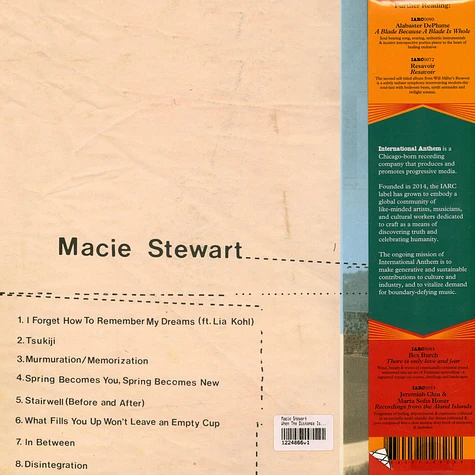 Macie Stewart
1. I Forget How To Remember My Dreams (ft. Lia Kohl)
2. Tsukiji
3. Murmuration/Memorization
4. Spring Becomes You, Spring Becomes New
5. Stairwell (Before and After)
6. What Fills You Up Won't Leave an Empty Cup
7. In Between
8. Disintegration
Macie Stewart
When The Distance Is...
1224886v1
Further Reading:
IARC0090
Alabaster DePlume
A Blade Because A Blade Is Whole
IARC0072
Resavoir
Resavoir
International Anthem is a
Chicago-born recording
company that produces and
promotes progressive media.
Founded in 2014, the IARC
label has grown to embody a
global community of
like-minded artists, musicians,
and cultural workers dedicated
to craft as a means of
discovering truth and
celebrating humanity.
The ongoing mission of
International Anthem is to
make generative and sustainable
contributions to culture and
industry, and to vitalize demand
for boundary-defying music.
Bex Burch
There is only love and fear
Jeremiah Chiu &
Marta Sofia Honer
Recordings from the Åland Islands